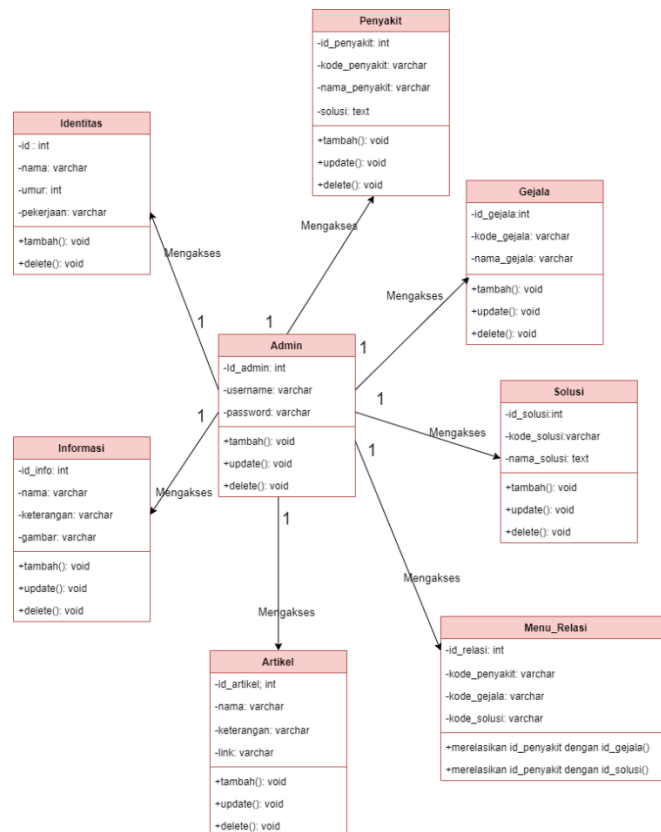 Penyakit
-id_penyakit: int
-kode_penyakit: varchar
-nama_penyakit: varchar
-solusi: text
+tambah(): void
+update(): void
+delete(): void
Identitas
-id : int
-nama: varchar
-umur: int
-pekerjaan: varchar
+tambah(): void
+delete(): void
Gejala
-id_gejala:int
-kode_gejala: varchar
-nama_gejala: varchar
+tambah(): void
+update(): void
+delete(): void
Mengakses
Mengakses
Mengakses
1
1
1
Admin
-Id_admin: int
-username: varchar
-password: varchar
+tambah(): void
+update(): void
+delete(): void
1
1
1
1
Solusi
-id_solusi:int
-kode_solusi:varchar
-nama_solusi: text
+tambah(): void
+update(): void
+delete(): void
Mengakses
Informasi
-id_info: int
-nama: varchar
-keterangan: varchar
-gambar: varchar
+tambah(): void
+update(): void
+delete(): void
Mengakses
Mengakses
Mengakses
Menu_Relasi
-id_relasi: int
-kode_penyakit: varchar
-kode_gejala: varchar
-kode_solusi: varchar
+merelasikan id_penyakit dengan id_gejala()
+merelasikan id_penyakit dengan id_solusi()
Artikel
-id_artikel; int
-nama: varchar
-keterangan: varchar
-link: varchar
+tambah(): void
+update(): void
+delete(): void